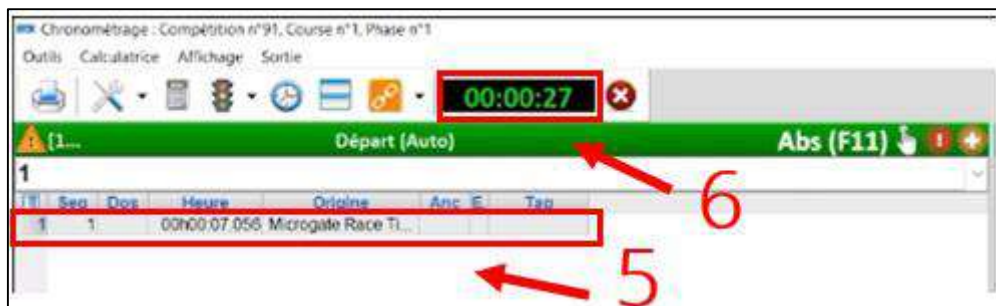 Chronométrage : Compétition n°91, Course n°1, Phase n°1
Outils Calculatrice Affichage Sortie
00:00:27
[1... Départ (Auto) Abs (F11)
1
Seq Dos Heure Origine Anc E. Tag
1 1 00h00:07.056 Microgate Race Ti...
6
5